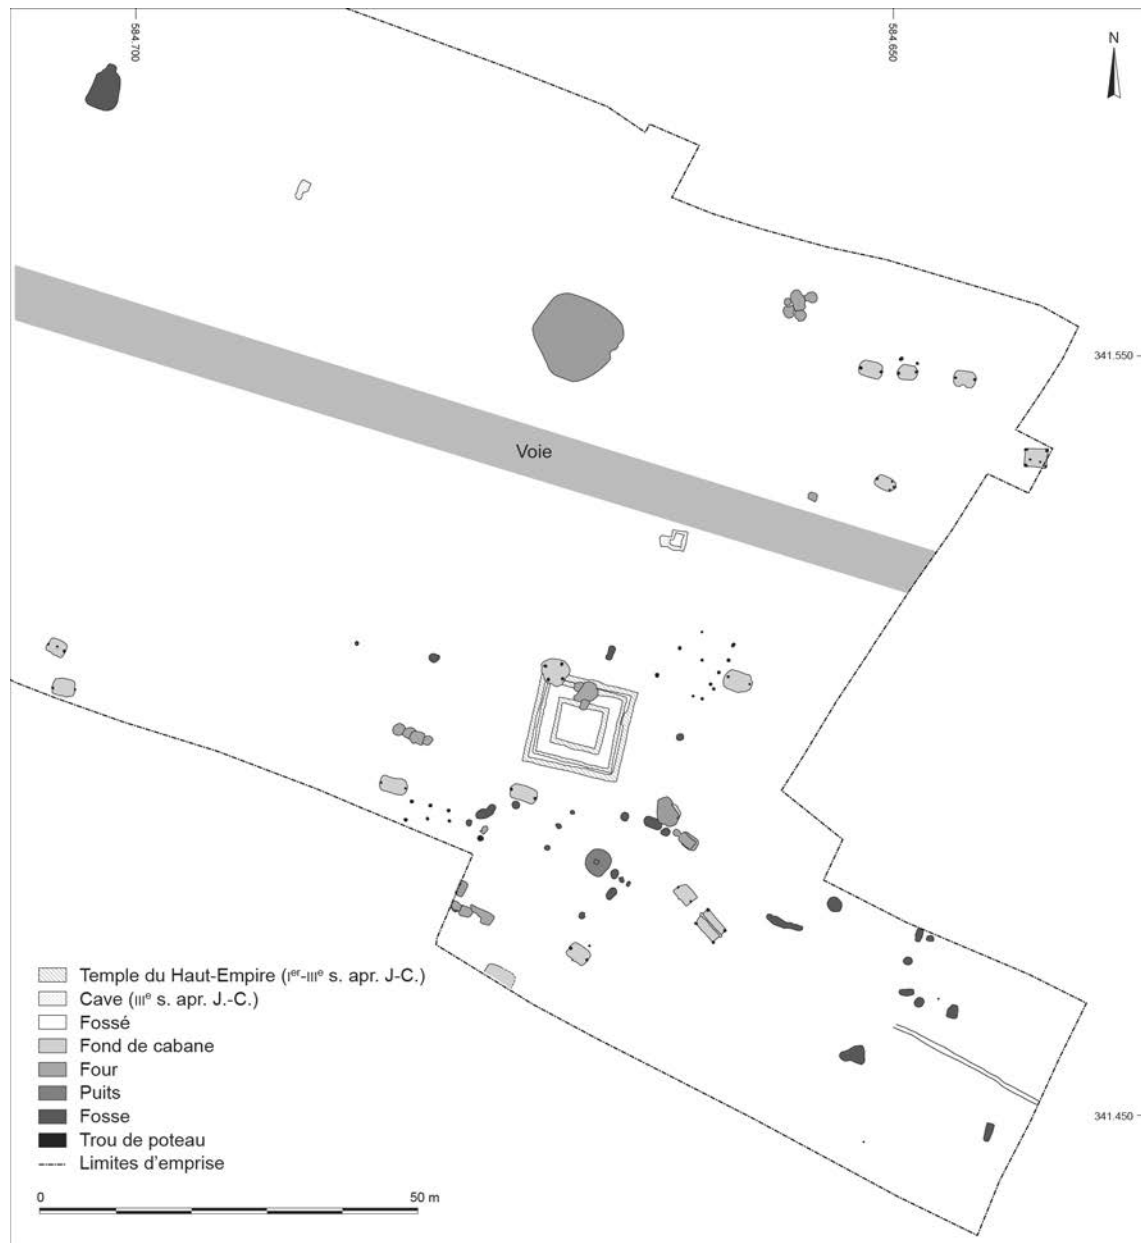 584.700
584.650
N
341.550
Voie
Temple du Haut-Empire (Iᵉʳ-IIIᵉ s. apr. J-C.)
Cave (IIIᵉ s. apr. J.-C.)
Fossé
Fond de cabane
Four
Puits
Fosse
Trou de poteau
Limites d'emprise
341.450
0 50 m